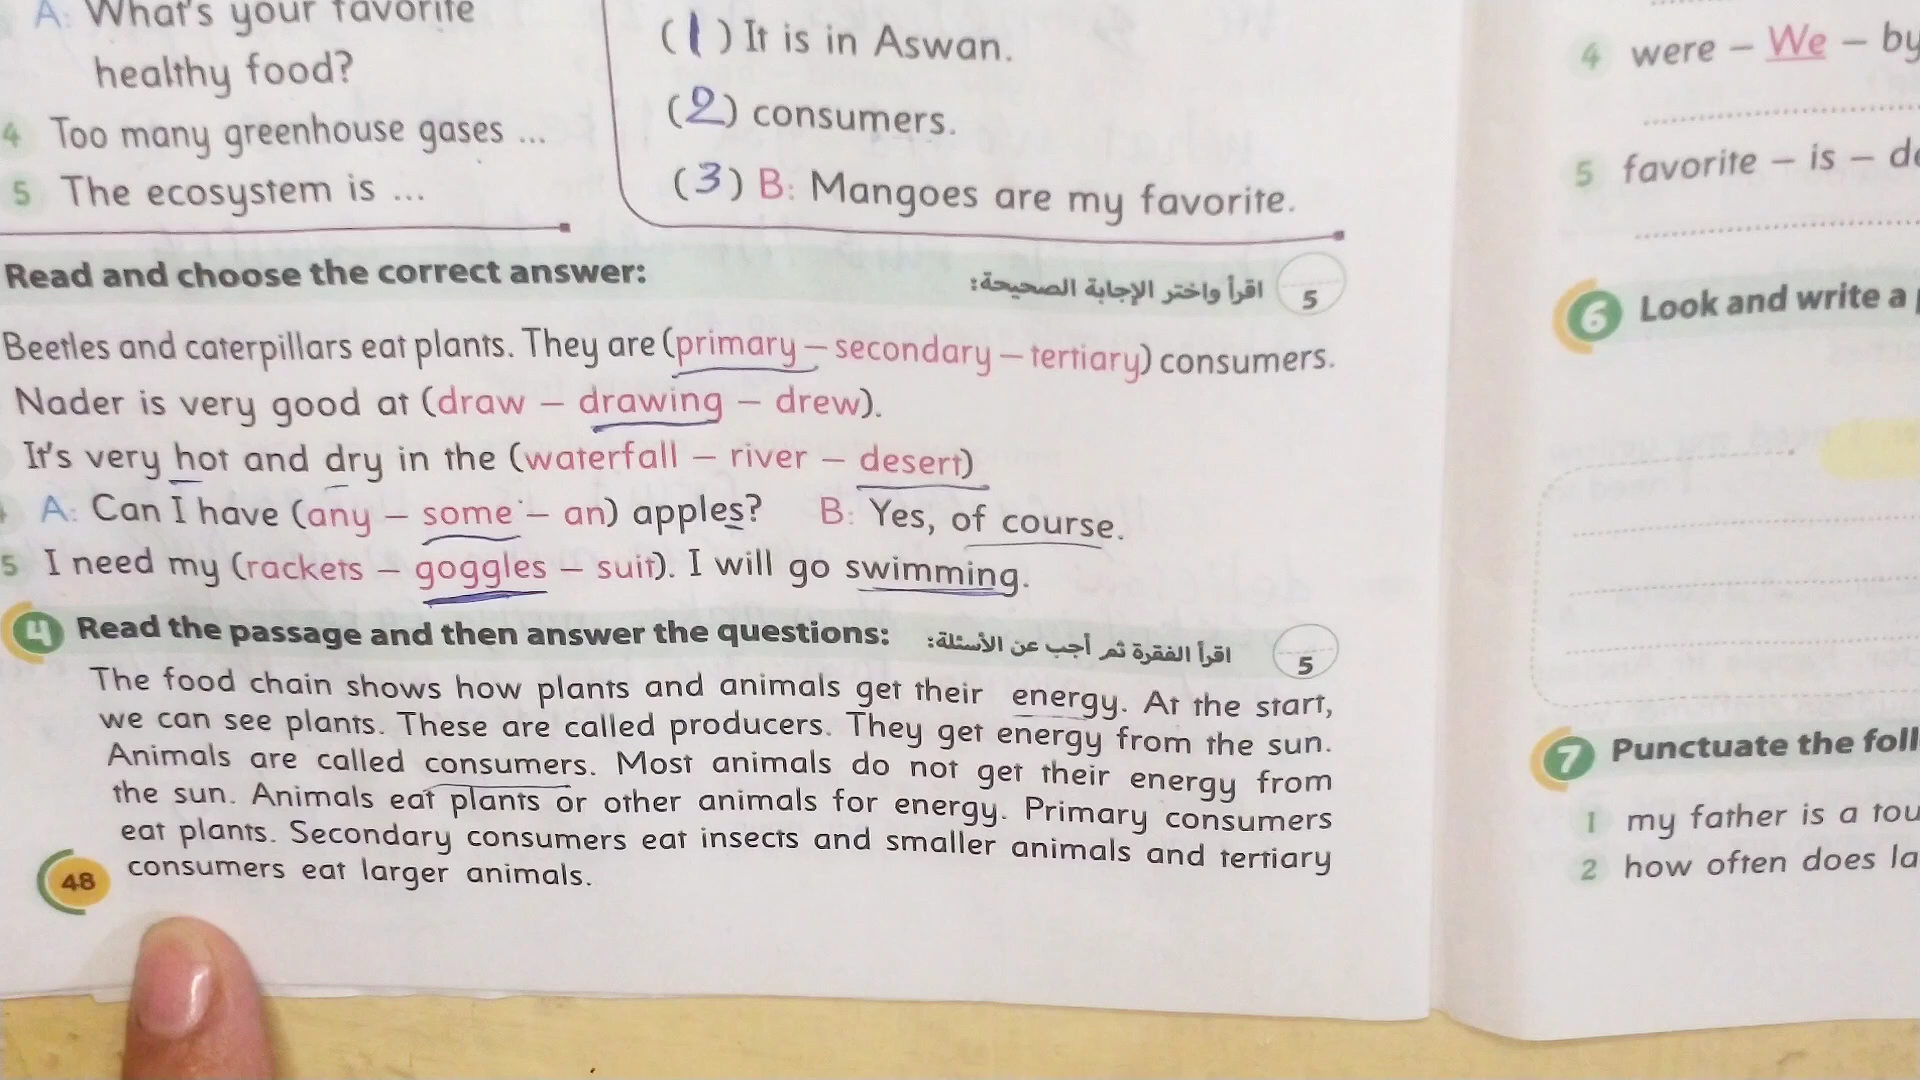 A: What's your favorite
healthy food?
4 Too many greenhouse gases ...
5 The ecosystem is ...
(1) It is in Aswan.
(2) consumers.
(3) B: Mangoes are my favorite.
Read and choose the correct answer:
اقرأ واختر الإجابة الصحيحة:
5
Beetles and caterpillars eat plants. They are (primary – secondary – tertiary) consumers.
Nader is very good at (draw – drawing – drew).
It's very hot and dry in the (waterfall – river – desert)
A: Can I have (any – some – an) apples? B: Yes, of course.
5 I need my (rackets – goggles – suit). I will go swimming.
4 Read the passage and then answer the questions:
اقرأ الفقرة ثم أجب عن الأسئلة:
5
The food chain shows how plants and animals get their energy. At the start,
we can see plants. These are called producers. They get energy from the sun.
Animals are called consumers. Most animals do not get their energy from
the sun. Animals eat plants or other animals for energy. Primary consumers
eat plants. Secondary consumers eat insects and smaller animals and tertiary
consumers eat larger animals.
48
4 were – We – by
5 favorite – is –
6 Look and write a
7 Punctuate the
1 my father is a
2 how often does